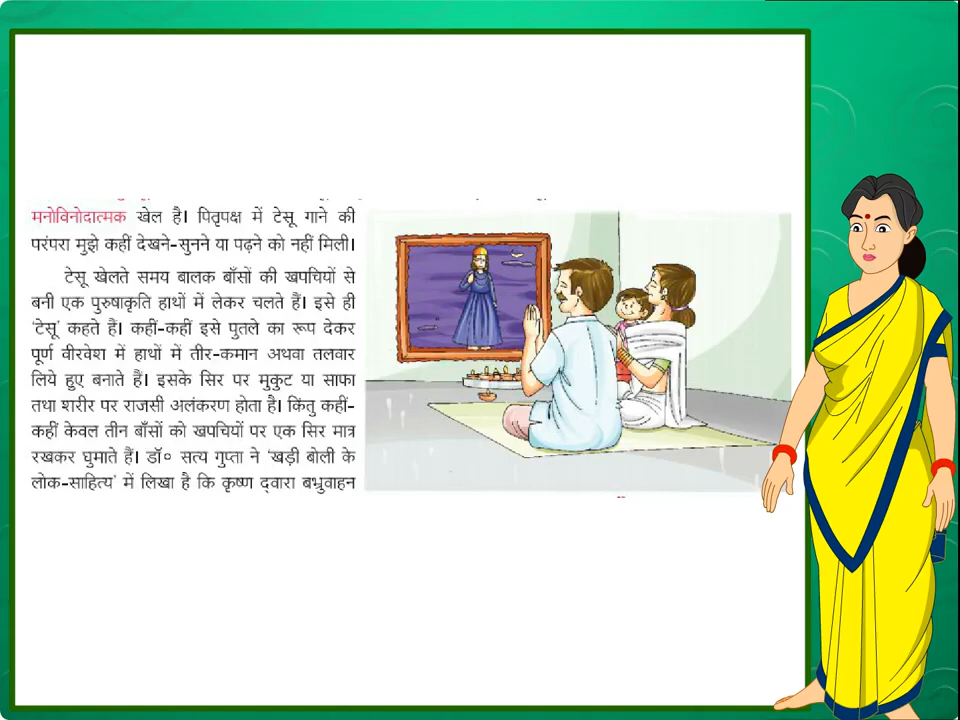 मनोविनोदात्मक खेल है। पितृपक्ष में टेसू गाने की
परंपरा मुझे कहीं देखने-सुनने या पढ़ने को नहीं मिली।
टेसू खेलते समय बालक बाँसों की खपचियों से
बनी एक पुरुषाकृति हाथों में लेकर चलते हैं। इसे ही
'टेसू' कहते हैं। कहीं-कहीं इसे पुतले का रूप देकर
पूर्ण वीरवेश में हाथों में तीर-कमान अथवा तलवार
लिये हुए बनाते हैं। इसके सिर पर मुकुट या साफा
तथा शरीर पर राजसी अलंकरण होता है। किंतु कहीं-
कहीं केवल तीन बाँसों को खपचियों पर एक सिर मात्र
रखकर घुमाते हैं। डॉ॰ सत्य गुप्ता ने 'खड़ी बोली के
लोक-साहित्य' में लिखा है कि कृष्ण द्‌वारा बभ्रुवाहन